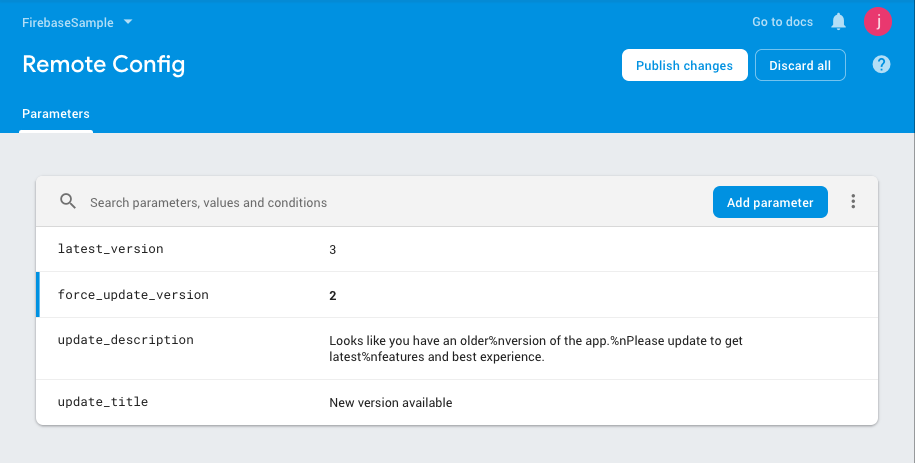 FirebaseSample
Go to docs
j
Remote Config
Publish changes
Discard all
?
Parameters
Search parameters, values and conditions
Add parameter
latest_version 3
force_update_version 2
update_description Looks like you have an older%nversion of the app.%nPlease update to get
latest%nfeatures and best experience.
update_title New version available